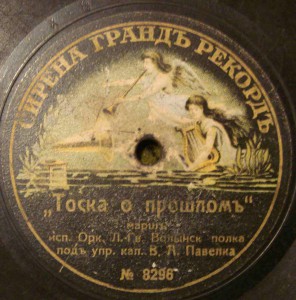 СИРЕНА ГРАНДЪ РЕКОРДЪ
„Тоска о прошломъ“
маршъ.
исп. Орк. Л.-Гв. Волынск. полка
подъ упр. кап. В. Л. Павелка
№ 8296